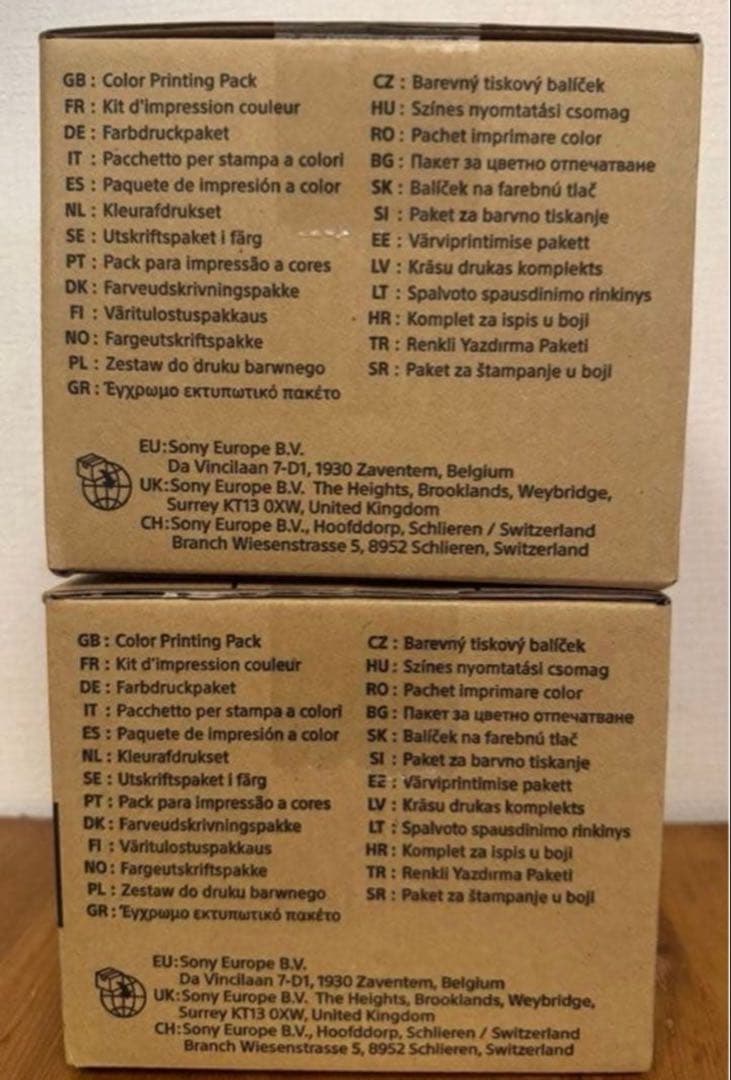 GB : Color Printing Pack
FR : Kit d'impression couleur
DE : Farbdruckpaket
IT : Pacchetto per stampa a colori
ES : Paquete de impresión a color
NL : Kleurafdrukset
SE : Utskriftspaket i färg
PT : Pack para impressão a cores
DK : Farveudskrivningspakke
FI : Väritulostuspakkaus
NO : Fargeutskriftspakke
PL : Zestaw do druku barwnego
GR : Έγχρωμο εκτυπωτικό πακέτο
CZ : Barevný tiskový balíček
HU : Színes nyomtatási csomag
RO : Pachet imprimare color
BG : Пакет за цветно отпечатване
SK : Balíček na farebnú tlač
SI : Paket za barvno tiskanje
EE : Värviprintimise pakett
LV : Krāsu drukas komplekts
LT : Spalvoto spausdinimo rinkinys
HR : Komplet za ispis u boji
TR : Renkli Yazdırma Paketi
SR : Paket za štampanje u boji
EU:Sony Europe B.V.
Da Vincilaan 7-D1, 1930 Zaventem, Belgium
UK:Sony Europe B.V. The Heights, Brooklands, Weybridge,
Surrey KT13 0XW, United Kingdom
CH:Sony Europe B.V., Hoofddorp, Schlieren / Switzerland
Branch Wiesenstrasse 5, 8952 Schlieren, Switzerland
GB : Color Printing Pack
FR : Kit d'impression couleur
DE : Farbdruckpaket
IT : Pacchetto per stampa a colori
ES : Paquete de impresión a color
NL : Kleurafdrukset
SE : Utskriftspaket i färg
PT : Pack para impressão a cores
DK : Farveudskrivningspakke
FI : Väritulostuspakkaus
NO : Fargeutskriftspakke
PL : Zestaw do druku barwnego
GR : Έγχρωμο εκτυπωτικό πακέτο
CZ : Barevný tiskový balíček
HU : Színes nyomtatási csomag
RO : Pachet imprimare color
BG : Пакет за цветно отпечатване
SK : Balíček na farebnú tlač
SI : Paket za barvno tiskanje
EE : Värviprintimise pakett
LV : Krāsu drukas komplekts
LT : Spalvoto spausdinimo rinkinys
HR : Komplet za ispis u boji
TR : Renkli Yazdırma Paketi
SR : Paket za štampanje u boji
EU:Sony Europe B.V.
Da Vincilaan 7-D1, 1930 Zaventem, Belgium
UK:Sony Europe B.V. The Heights, Brooklands, Weybridge,
Surrey KT13 0XW, United Kingdom
CH:Sony Europe B.V., Hoofddorp, Schlieren / Switzerland
Branch Wiesenstrasse 5, 8952 Schlieren, Switzerland